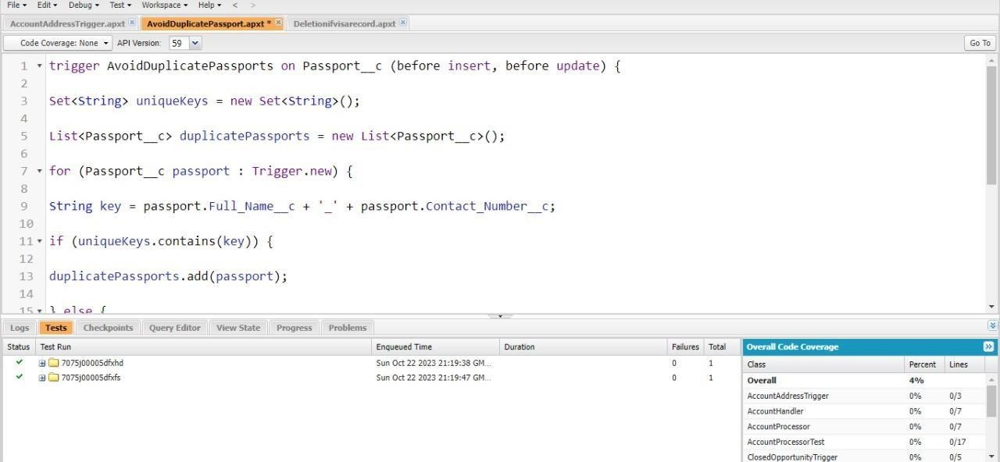 File Edit Debug Test Workspace Help < >
AccountAddressTrigger.apxt AvoidDuplicatePassport.apxt * Deletionifvisarecord.apxt
Code Coverage: None API Version: 59 Go To
1 trigger AvoidDuplicatePassports on Passport__c (before insert, before update) {
2
3 Set<String> uniqueKeys = new Set<String>();
4
5 List<Passport__c> duplicatePassports = new List<Passport__c>();
6
7 for (Passport__c passport : Trigger.new) {
8
9 String key = passport.Full_Name__c + '_' + passport.Contact_Number__c;
10
11 if (uniqueKeys.contains(key)) {
12
13 duplicatePassports.add(passport);
14
15 } else {
Logs Tests Checkpoints Query Editor View State Progress Problems
Status Test Run Enqueued Time Duration Failures Total
7075j00005dfxhd Sun Oct 22 2023 21:19:38 GM... 0 1
7075j00005dfxfs Sun Oct 22 2023 21:19:47 GM... 0 1
Overall Code Coverage
Class Percent Lines
Overall 4%
AccountAddressTrigger 0% 0/3
AccountHandler 0% 0/7
AccountProcessor 0% 0/7
AccountProcessorTest 0% 0/17
ClosedOpportunityTrigger 0% 0/5